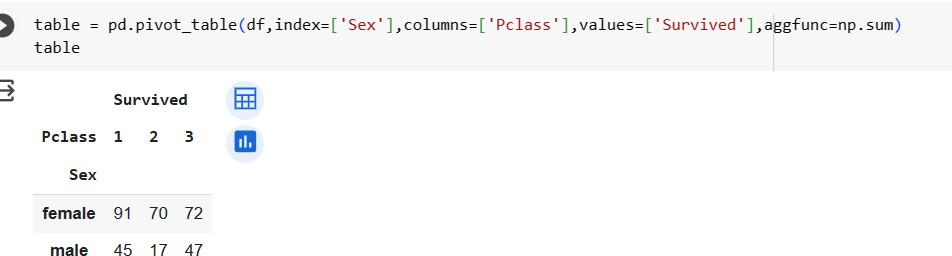 table = pd.pivot_table(df,index=['Sex'],columns=['Pclass'],values=['Survived'],aggfunc=np.sum)
table
Survived
Pclass 1 2 3
Sex
female 91 70 72
male 45 17 47